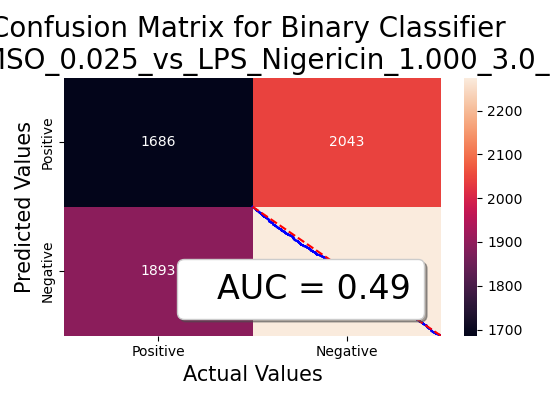 Confusion Matrix for Binary Classifier
MSO_0.025_vs_LPS_Nigericin_1.000_3.0_
Predicted Values
Positive
Negative
1686
2043
1893
AUC = 0.49
Positive
Negative
Actual Values
2200
2100
2000
1900
1800
1700